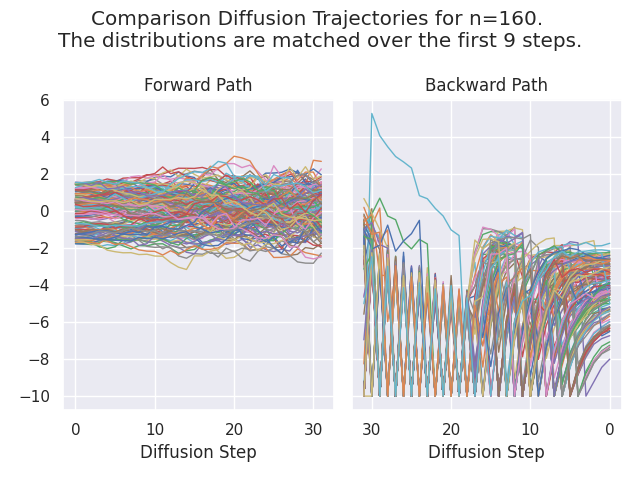 Comparison Diffusion Trajectories for n=160.
The distributions are matched over the first 9 steps.
Forward Path
Backward Path
6
4
2
0
−2
−4
−6
−8
−10
0 10 20 30
30 20 10 0
Diffusion Step
Diffusion Step